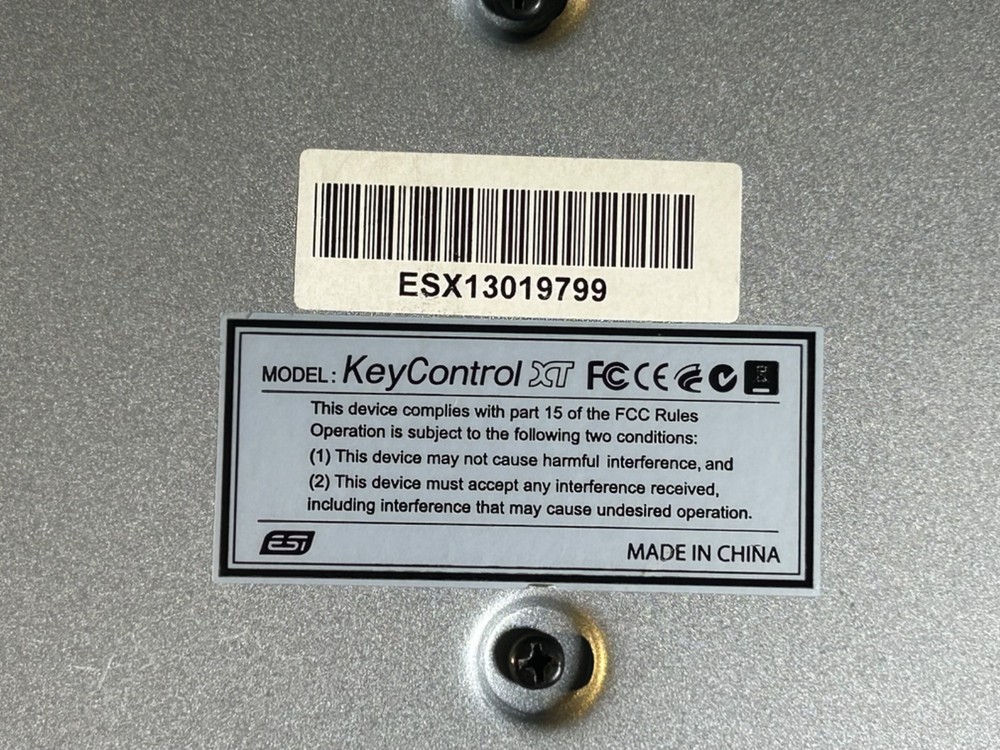 ESX13019799
MODEL: KeyControl XT FC CE
This device complies with part 15 of the FCC Rules
Operation is subject to the following two conditions:
(1) This device may not cause harmful interference, and
(2) This device must accept any interference received,
including interference that may cause undesired operation.
ESI MADE IN CHINA